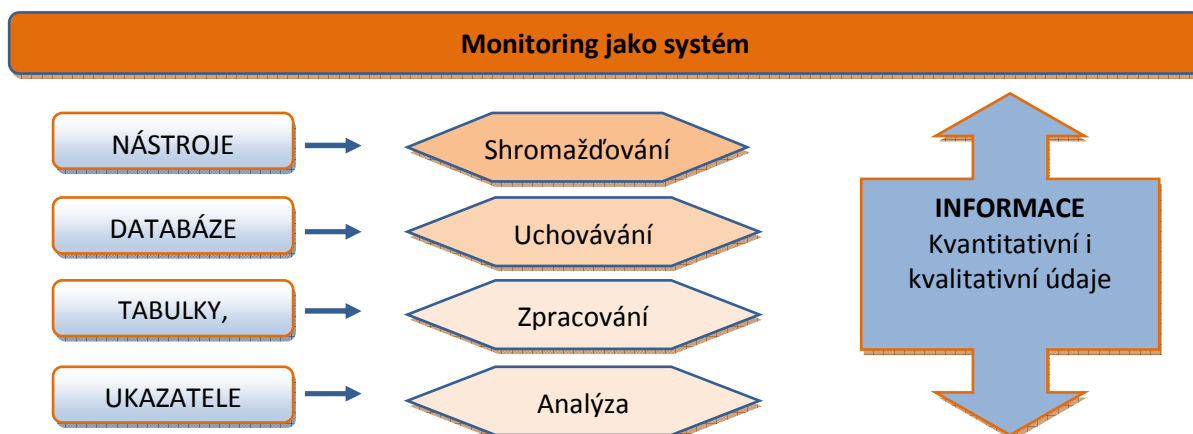 Monitoring jako systém
NÁSTROJE
Shromažďování
DATABÁZE
Uchovávání
TABULKY,
Zpracování
UKAZATELE
Analýza
INFORMACE
Kvantitativní i
kvalitativní údaje